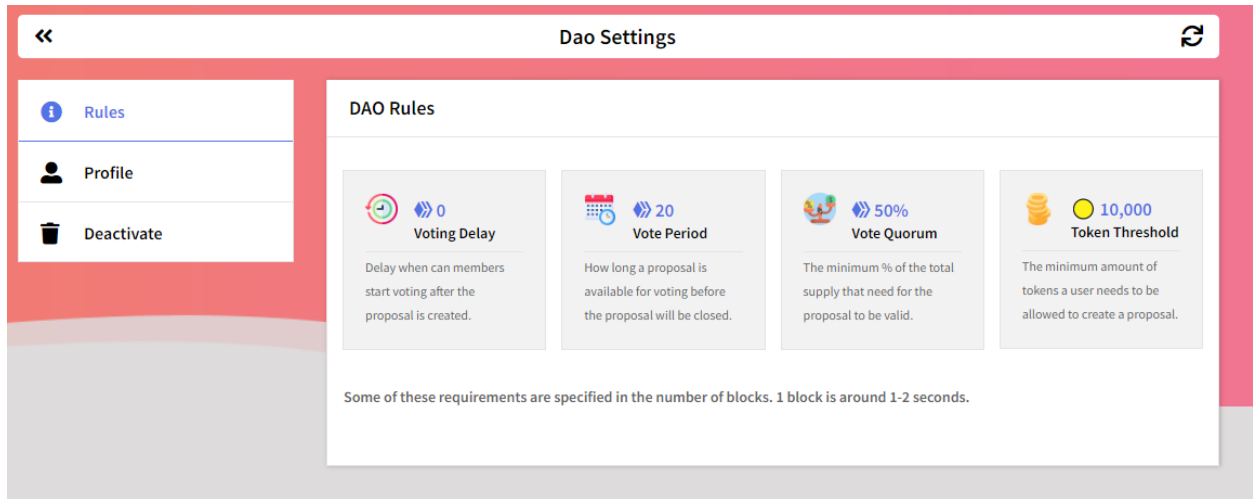 Dao Settings
Rules
Profile
Deactivate
DAO Rules
0
Voting Delay
Delay when can members
start voting after the
proposal is created.
20
Vote Period
How long a proposal is
available for voting before
the proposal will be closed.
50%
Vote Quorum
The minimum % of the total
supply that need for the
proposal to be valid.
10,000
Token Threshold
The minimum amount of
tokens a user needs to be
allowed to create a proposal.
Some of these requirements are specified in the number of blocks. 1 block is around 1-2 seconds.